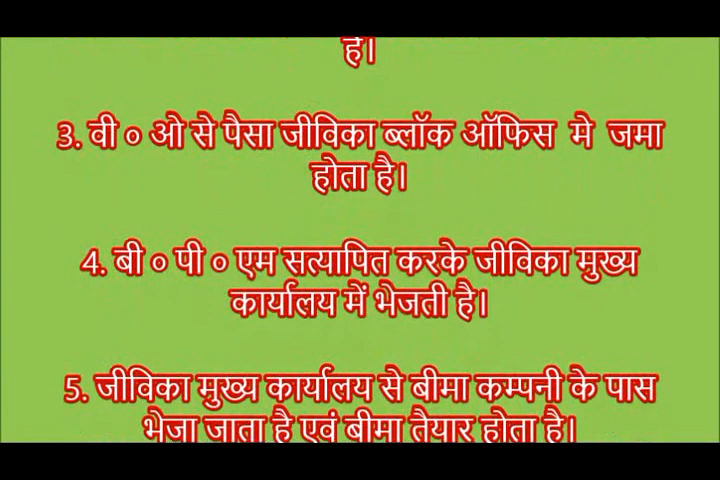 है।
3. वी ० ओ से पैसा जीविका ब्लॉक ऑफिस मे जमा
होता है।
4. बी ० पी ० एम सत्यापित करके जीविका मुख्य
कार्यालय में भेजती है।
5. जीविका मुख्य कार्यालय से बीमा कम्पनी के पास
भेजा जाता है एवं बीमा तैयार होता है।